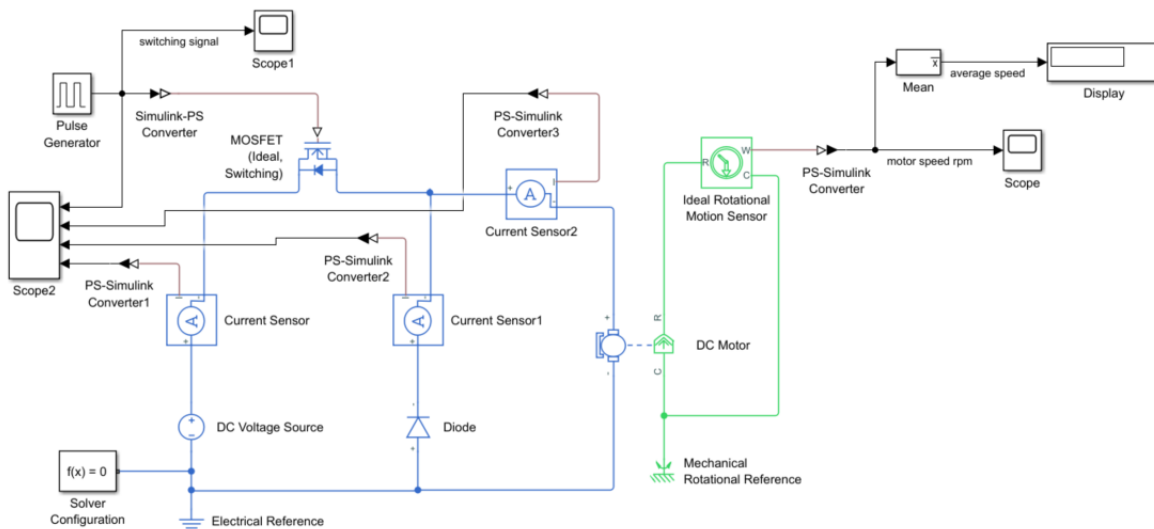 switching signal
Scope1
Pulse
Generator
Simulink-PS
Converter
MOSFET
(Ideal,
Switching)
PS-Simulink
Converter3
+
A
I
-
Current Sensor2
Scope2
PS-Simulink
Converter1
PS-Simulink
Converter2
I
-
A
+
Current Sensor
I
-
A
+
Current Sensor1
+
-
R
C
DC Motor
+
-
DC Voltage Source
-
+
Diode
f(x) = 0
Solver
Configuration
Electrical Reference
Mechanical
Rotational Reference
R
W
C
Ideal Rotational
Motion Sensor
PS-Simulink
Converter
x
Mean
average speed
Display
motor speed rpm
Scope